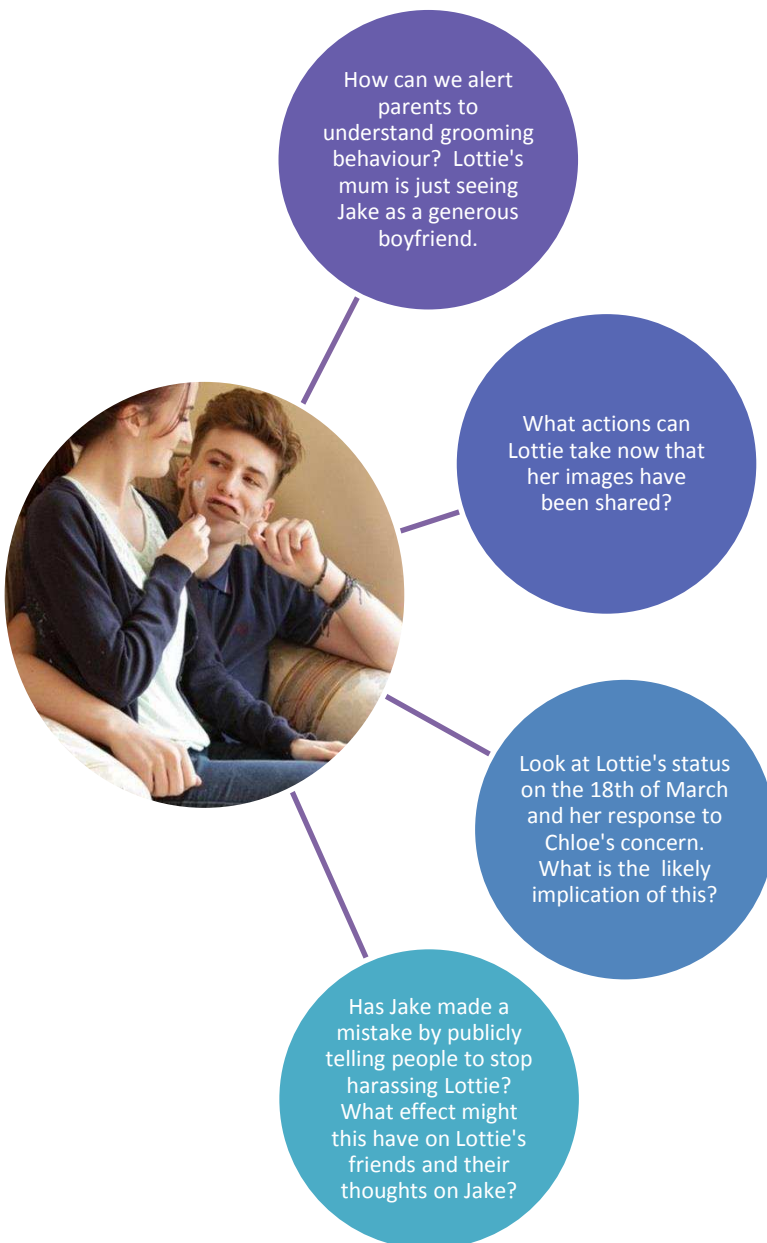 How can we alert
parents to
understand grooming
behaviour? Lottie's
mum is just seeing
Jake as a generous
boyfriend.
What actions can
Lottie take now that
her images have
been shared?
Look at Lottie's status
on the 18th of March
and her response to
Chloe's concern.
What is the likely
implication of this?
Has Jake made a
mistake by publicly
telling people to stop
harassing Lottie?
What effect might
this have on Lottie's
friends and their
thoughts on Jake?